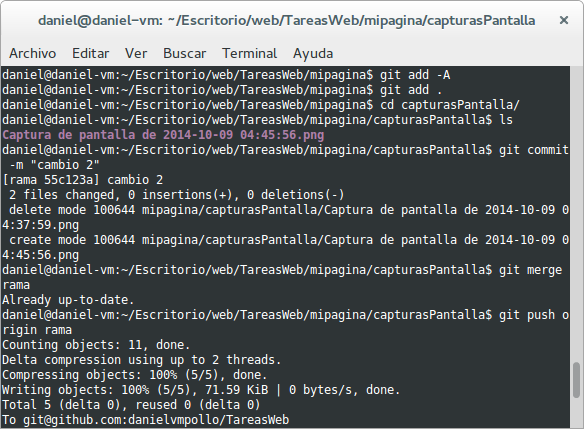 daniel@daniel-vm: ~/Escritorio/web/TareasWeb/mipagina/capturasPantalla ×
Archivo Editar Ver Buscar Terminal Ayuda
daniel@daniel-vm:~/Escritorio/web/TareasWeb/mipagina$ git add -A
daniel@daniel-vm:~/Escritorio/web/TareasWeb/mipagina$ git add .
daniel@daniel-vm:~/Escritorio/web/TareasWeb/mipagina$ cd capturasPantalla/
daniel@daniel-vm:~/Escritorio/web/TareasWeb/mipagina/capturasPantalla$ ls
Captura de pantalla de 2014-10-09 04:45:56.png
daniel@daniel-vm:~/Escritorio/web/TareasWeb/mipagina/capturasPantalla$ git commit
 -m "cambio 2"
[rama 55c123a] cambio 2
 2 files changed, 0 insertions(+), 0 deletions(-)
 delete mode 100644 mipagina/capturasPantalla/Captura de pantalla de 2014-10-09 0
4:37:59.png
 create mode 100644 mipagina/capturasPantalla/Captura de pantalla de 2014-10-09 0
4:45:56.png
daniel@daniel-vm:~/Escritorio/web/TareasWeb/mipagina/capturasPantalla$ git merge
rama
Already up-to-date.
daniel@daniel-vm:~/Escritorio/web/TareasWeb/mipagina/capturasPantalla$ git push o
rigin rama
Counting objects: 11, done.
Delta compression using up to 2 threads.
Compressing objects: 100% (5/5), done.
Writing objects: 100% (5/5), 71.59 KiB | 0 bytes/s, done.
Total 5 (delta 0), reused 0 (delta 0)
To git@github.com:danielvmpollo/TareasWeb